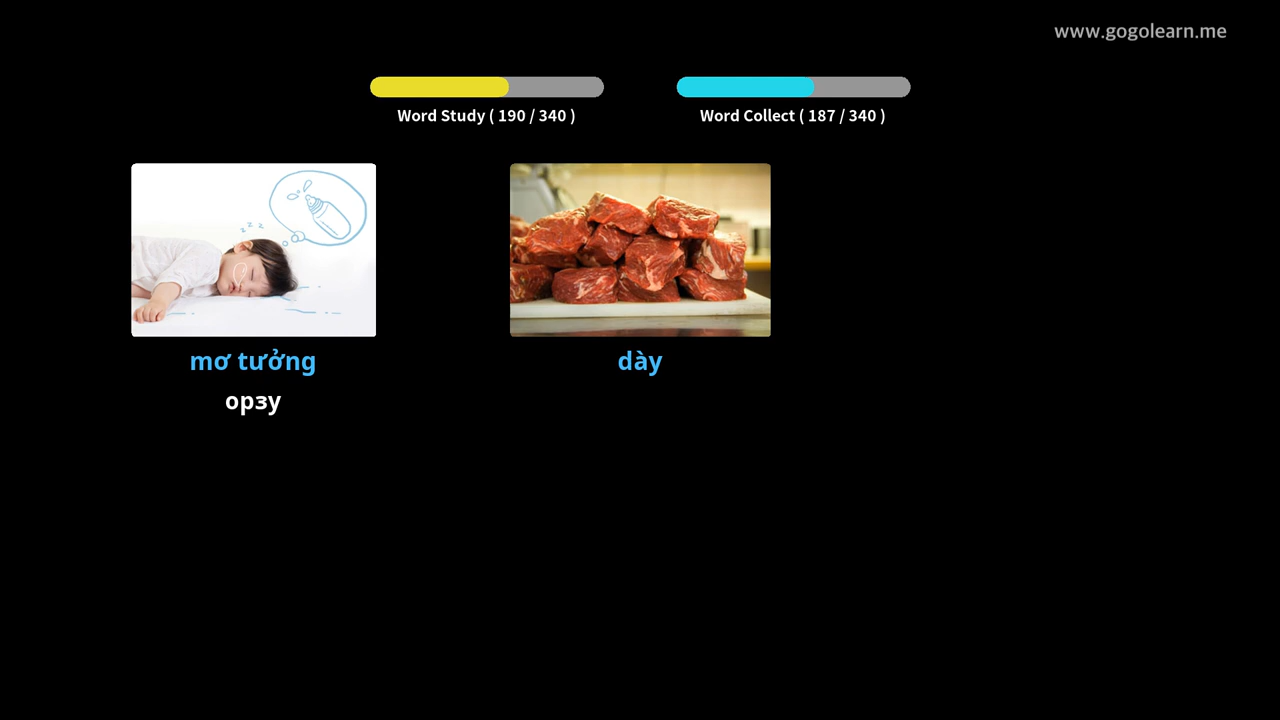 www.gogolearn.me
Word Study ( 190 / 340 )
Word Collect ( 187 / 340 )
z z z
mơ tưởng
dày
орзу